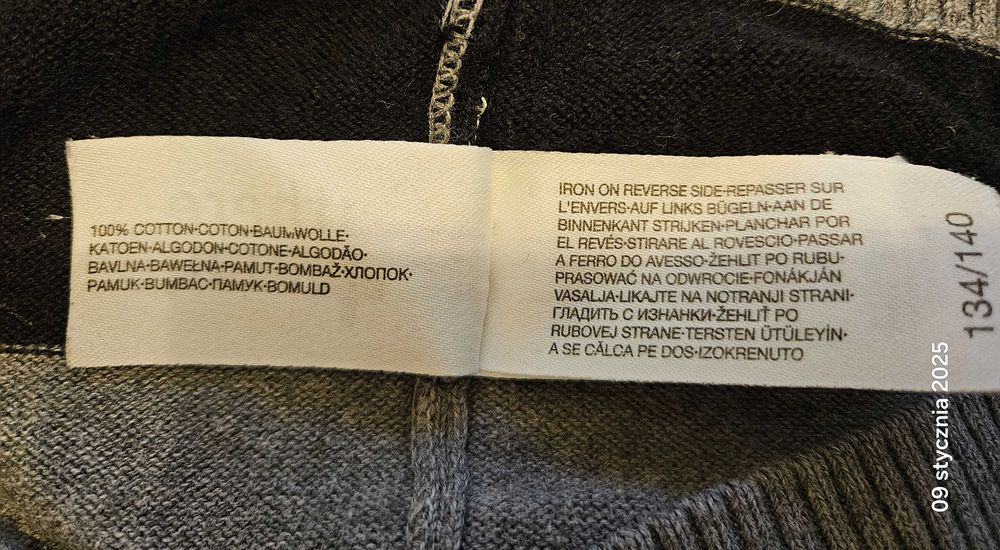 100% COTTON•COTON•BAUMWOLLE•
KATOEN•ALGODON•COTONE•ALGODÃO•
BAVLNA•BAWEŁNA•PAMUT•BOMBAŽ•ХЛОПОК•
PAMUK•BUMBAC•ПАМУК•BOMULD
IRON ON REVERSE SIDE•REPASSER SUR
L'ENVERS•AUF LINKS BÜGELN•AAN DE
BINNENKANT STRIJKEN•PLANCHAR POR
EL REVÉS•STIRARE AL ROVESCIO•PASSAR
A FERRO DO AVESSO•ŽEHLIT PO RUBU•
PRASOWAĆ NA ODWROCIE•FONÁKJÁN
VASALJA•LIKAJTE NA NOTRANJI STRANI•
ГЛАДИТЬ С ИЗНАНКИ•ŽEHLIŤ PO
RUBOVEJ STRANE•TERSTEN ÜTÜLEYİN•
A SE CĂLCA PE DOS•IZOKRENUTO
134/140
09 stycznia 2025